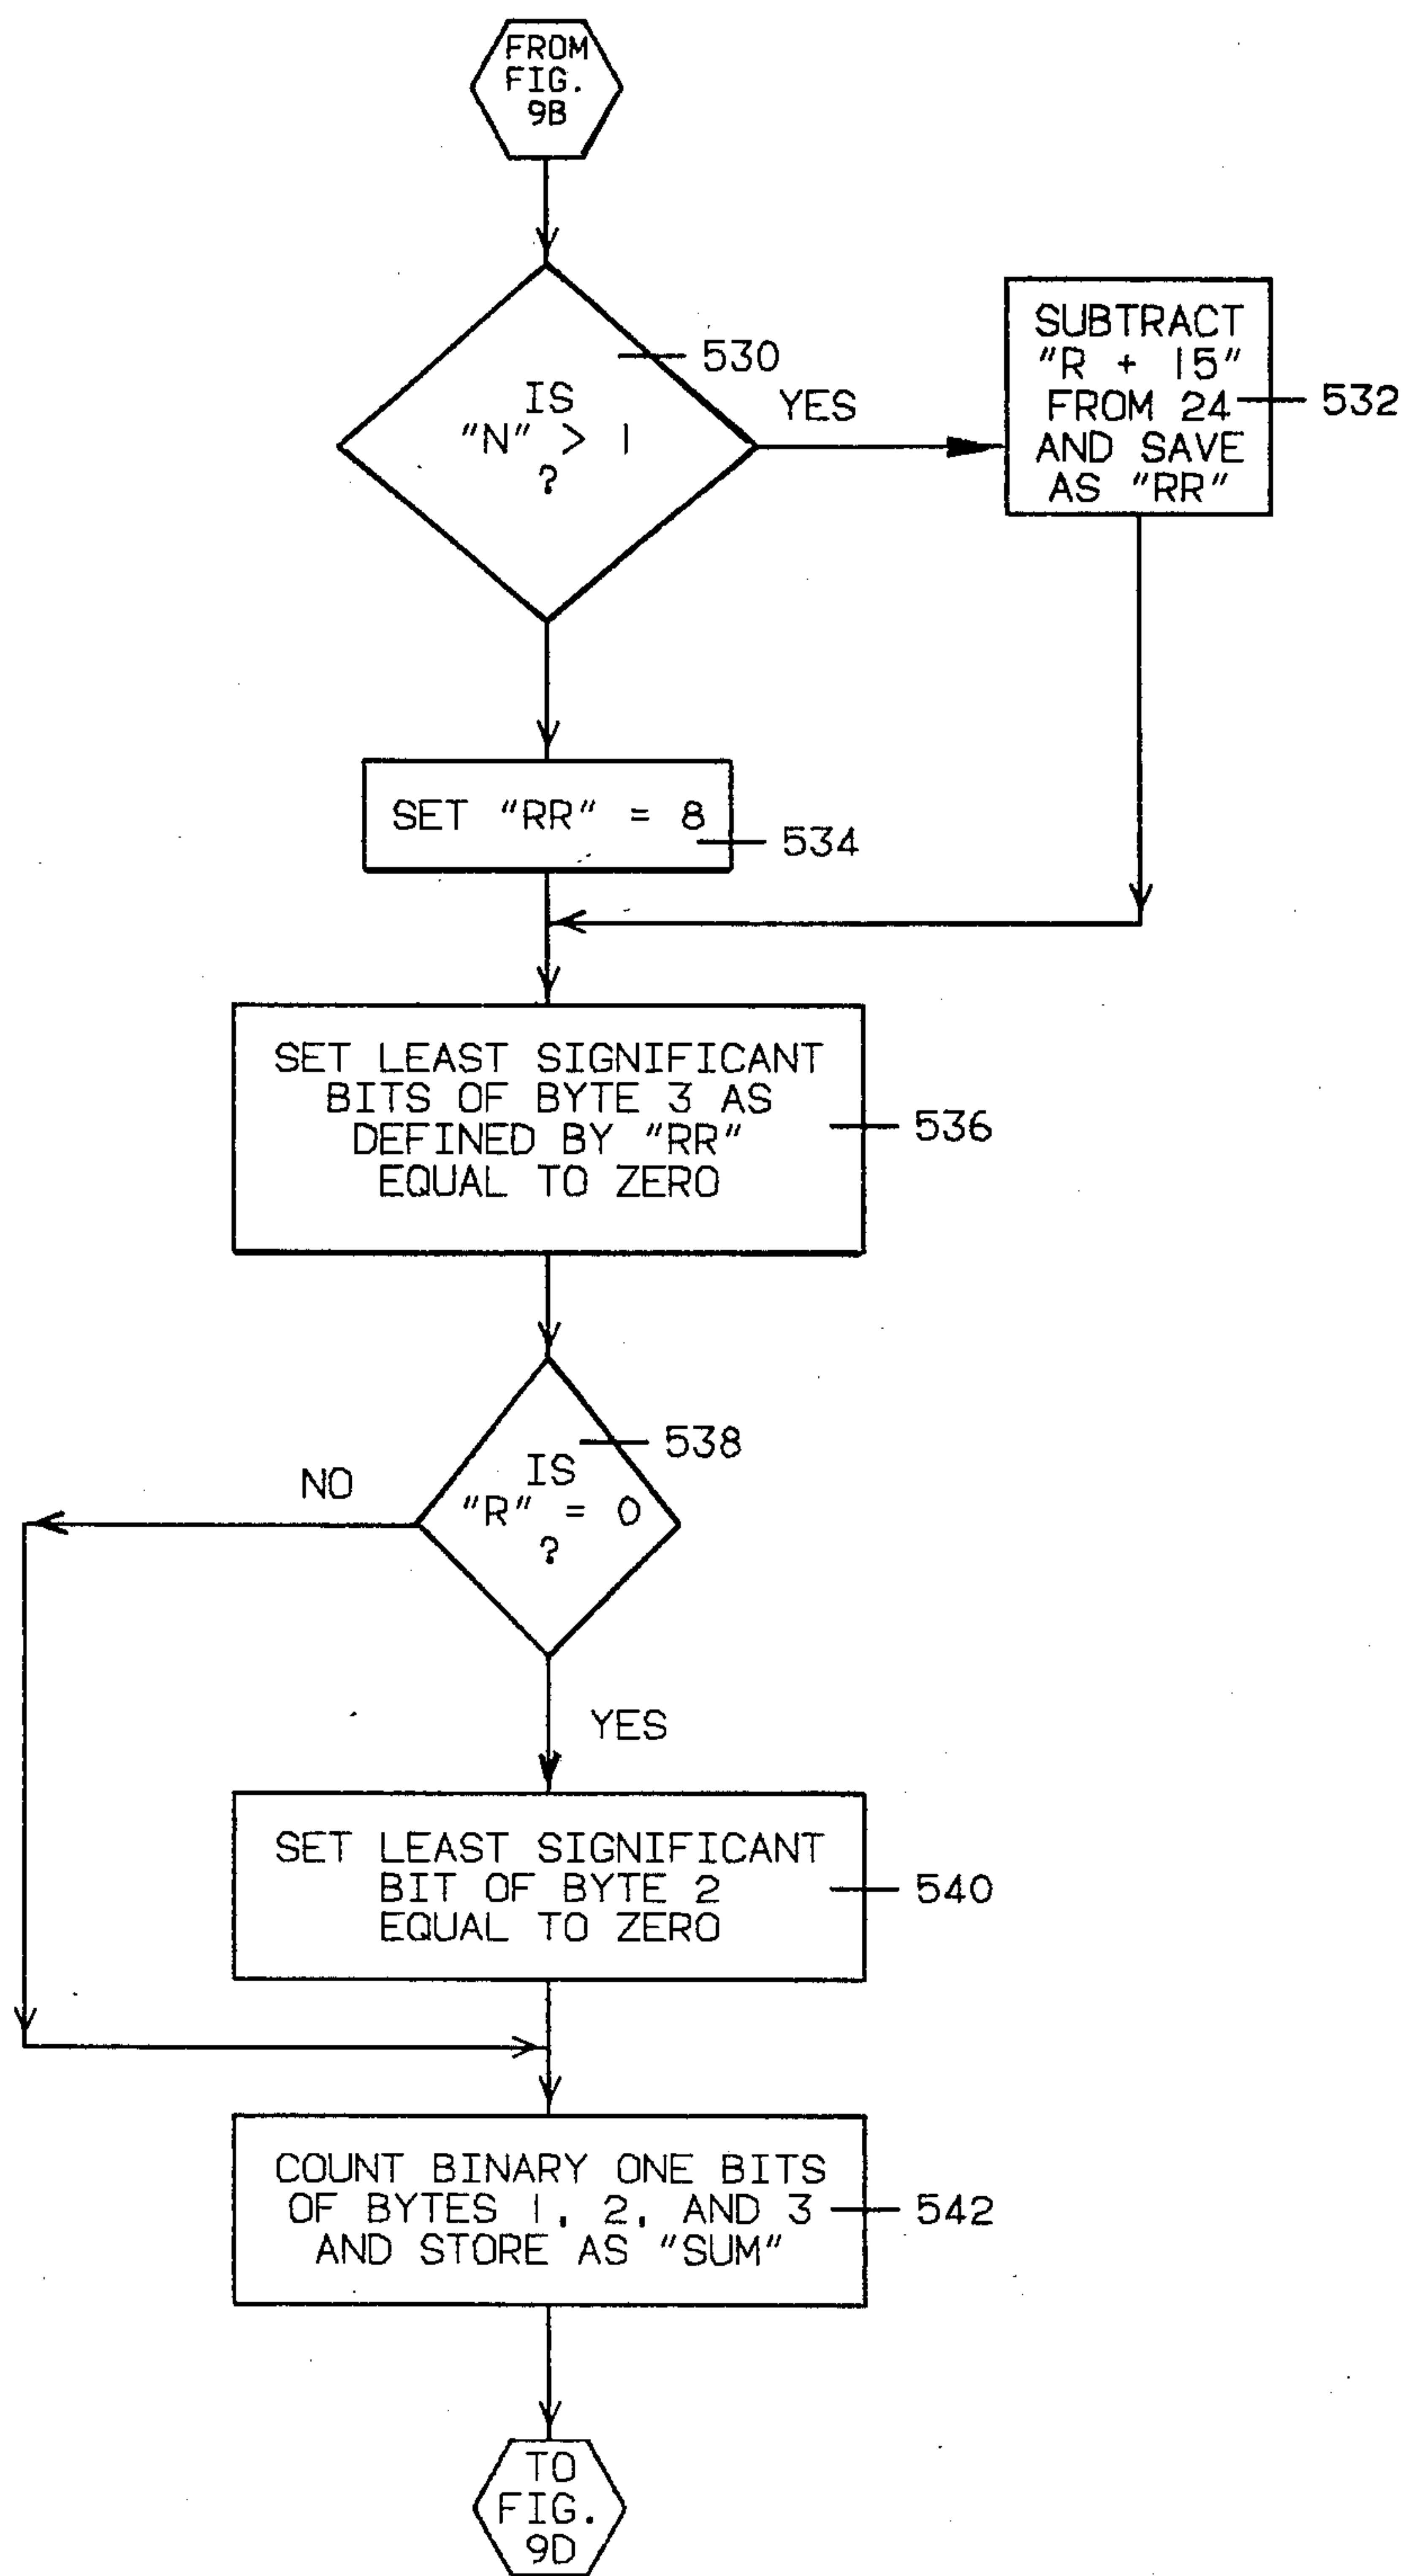 FROM
FIG.
9B
530
IS
"N" > 1
?
YES
SUBTRACT
"R + 15"
FROM 24
AND SAVE
AS "RR"
532
SET "RR" = 8
534
SET LEAST SIGNIFICANT
BITS OF BYTE 3 AS
DEFINED BY "RR"
EQUAL TO ZERO
536
538
IS
"R" = 0
?
NO
YES
SET LEAST SIGNIFICANT
BIT OF BYTE 2
EQUAL TO ZERO
540
COUNT BINARY ONE BITS
OF BYTES 1, 2, AND 3
AND STORE AS "SUM"
542
TO
FIG.
9D